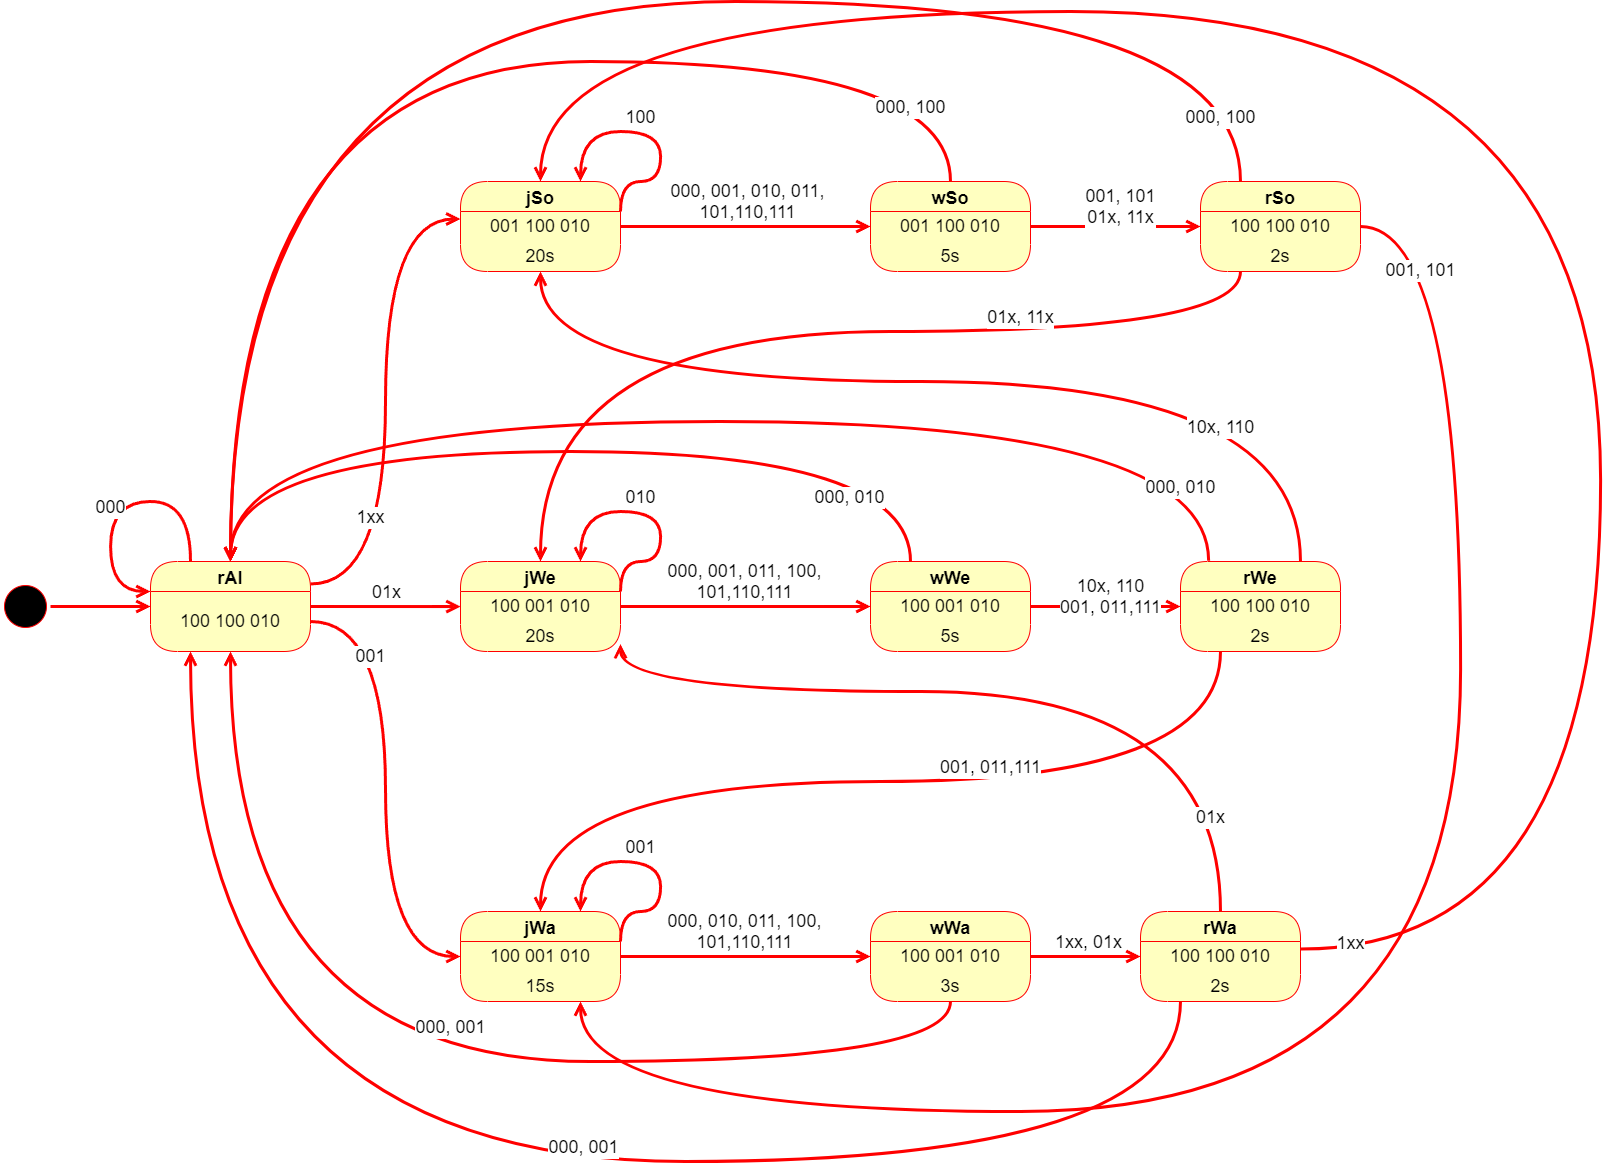 000, 100
000, 100
100
jSo
001 100 010
20s
000, 001, 010, 011,
101,110,111
wSo
001 100 010
5s
001, 101
01x, 11x
rSo
100 100 010
2s
001, 101
01x, 11x
10x, 110
000, 010
000, 010
010
000
1xx
rAl
100 100 010
01x
001
jWe
100 001 010
20s
000, 001, 011, 100,
101,110,111
wWe
100 001 010
5s
10x, 110
001, 011,111
rWe
100 100 010
2s
001, 011,111
01x
001
jWa
100 001 010
15s
000, 010, 011, 100,
101,110,111
wWa
100 001 010
3s
1xx, 01x
rWa
100 100 010
2s
1xx
000, 001
000, 001